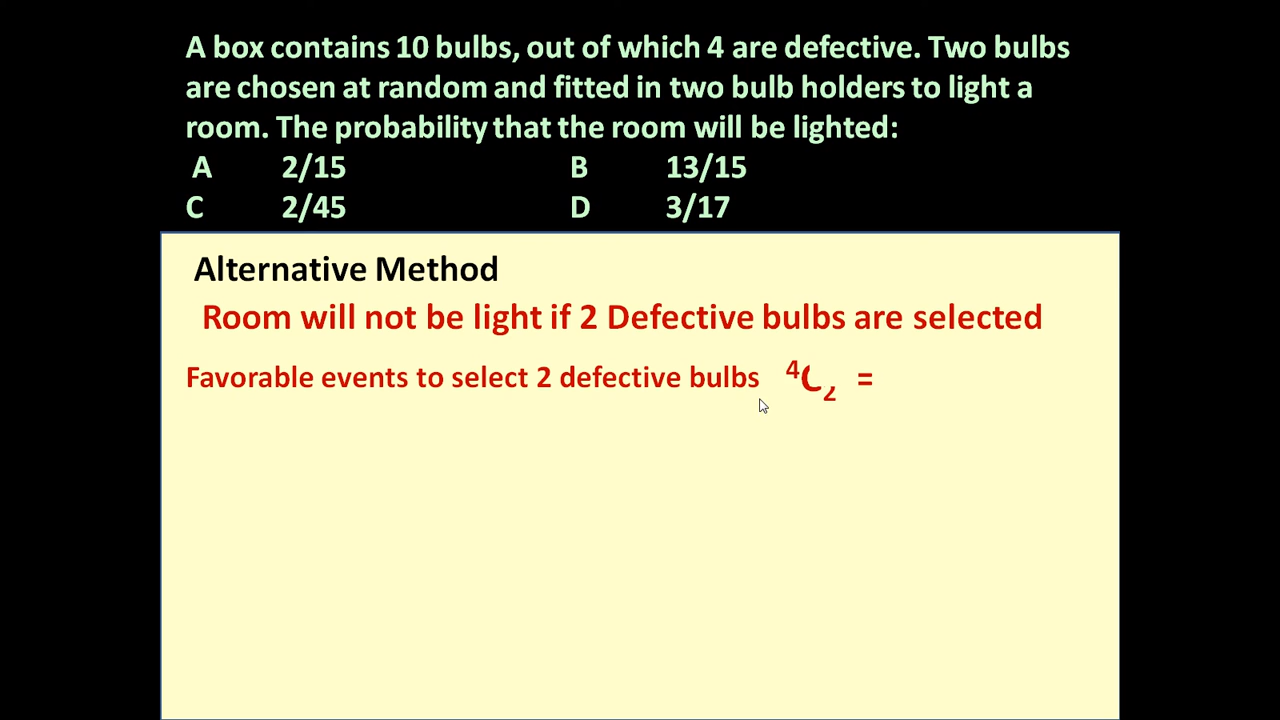 A box contains 10 bulbs, out of which 4 are defective. Two bulbs
are chosen at random and fitted in two bulb holders to light a
room. The probability that the room will be lighted:
A 2/15 B 13/15
C 2/45 D 3/17
Alternative Method
Room will not be light if 2 Defective bulbs are selected
Favorable events to select 2 defective bulbs ⁴C₂ =